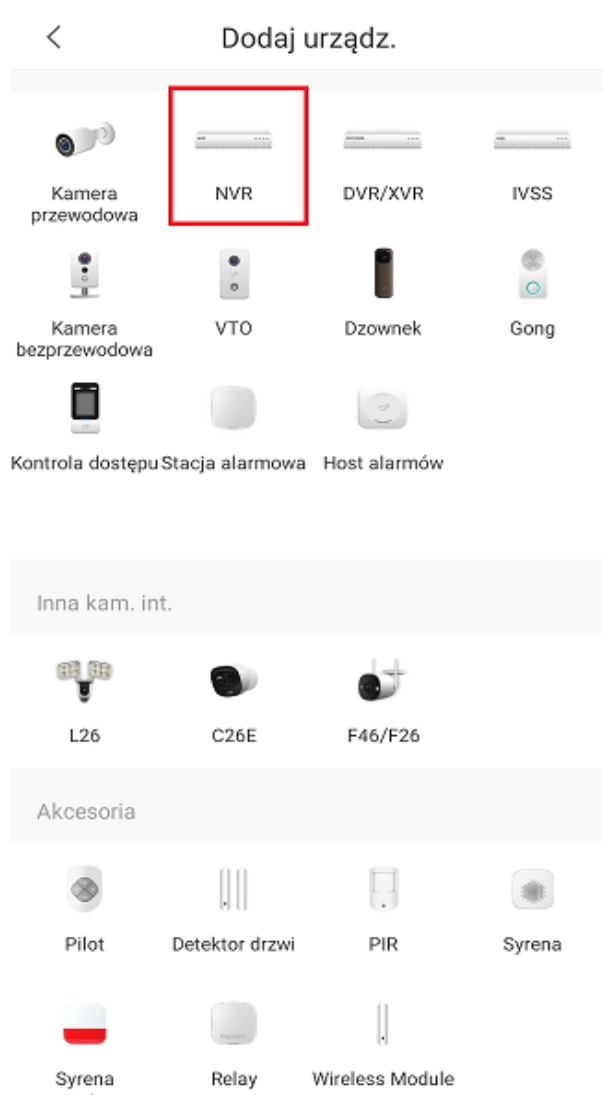 Dodaj urządz.
Kamera
przewodowa
NVR
DVR/XVR
IVSS
Kamera
bezprzewodowa
VTO
Dzownek
Gong
Kontrola dostępu
Stacja alarmowa
Host alarmów
Inna kam. int.
L26
C26E
F46/F26
Akcesoria
Pilot
Detektor drzwi
PIR
Syrena
Syrena
Relay
Wireless Module